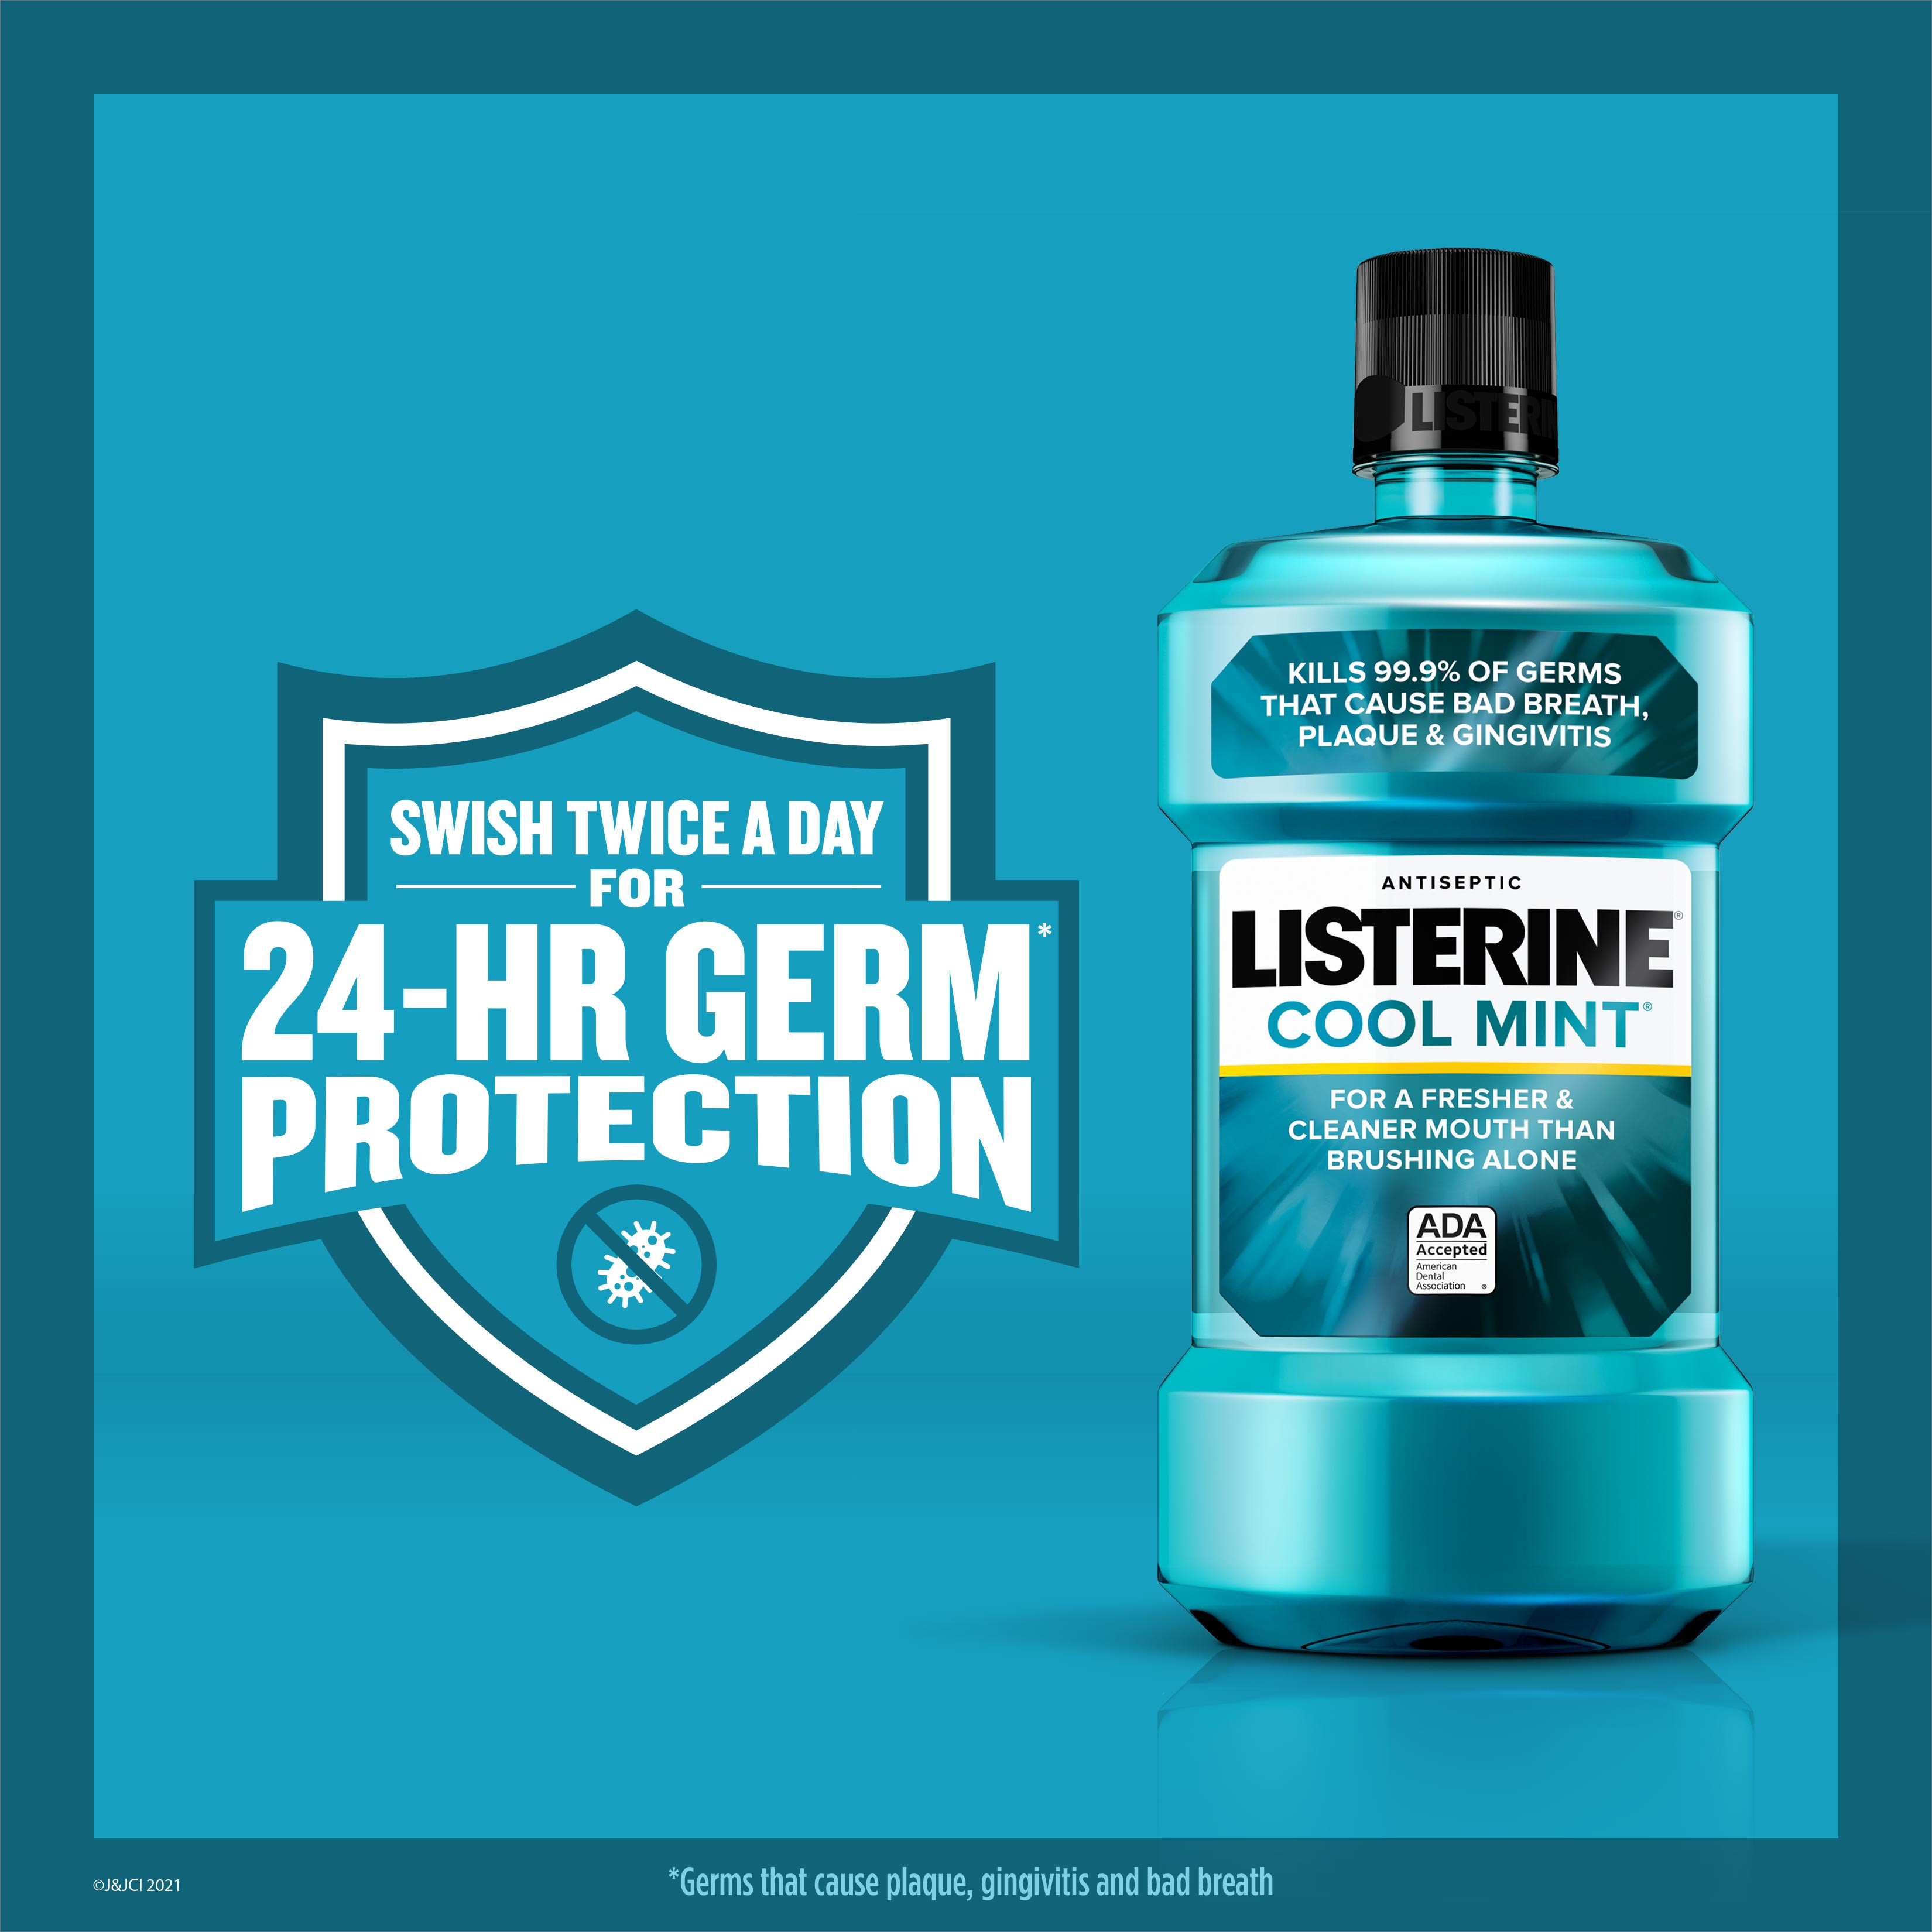 SWISH TWICE A DAY
FOR
24-HR GERM*
PROTECTION
LISTERIN
KILLS 99.9% OF GERMS
THAT CAUSE BAD BREATH,
PLAQUE & GINGIVITIS
ANTISEPTIC
LISTERINE®
COOL MINT®
FOR A FRESHER &
CLEANER MOUTH THAN
BRUSHING ALONE
ADA
Accepted
American
Dental
Association ®
©J&JCI 2021
*Germs that cause plaque, gingivitis and bad breath